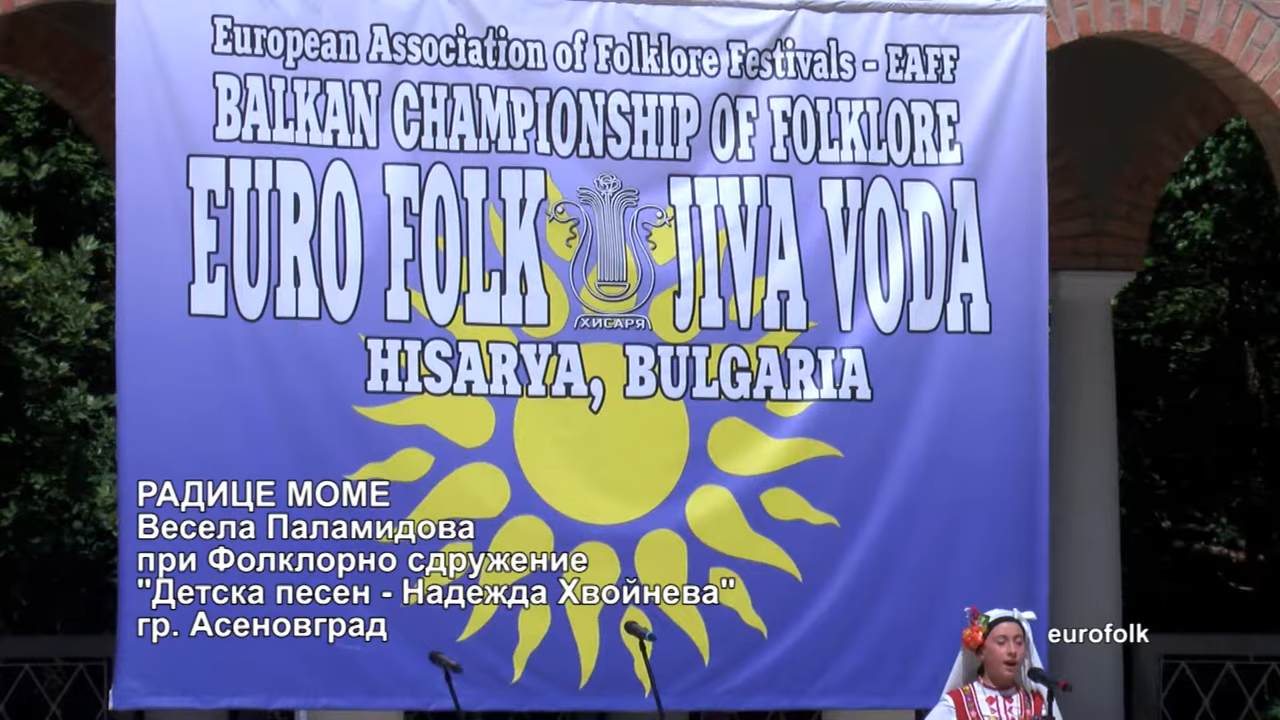 European Association of Folklore Festivals - EAFF
BALKAN CHAMPIONSHIP OF FOLKLORE
EURO FOLK JIVA VODA
ХИСАРЯ
HISARYA, BULGARIA
РАДИЦЕ МОМЕ
Весела Паламидова
при Фолклорно сдружение
"Детска песен - Надежда Хвойнева"
гр. Асеновград
eurofolk